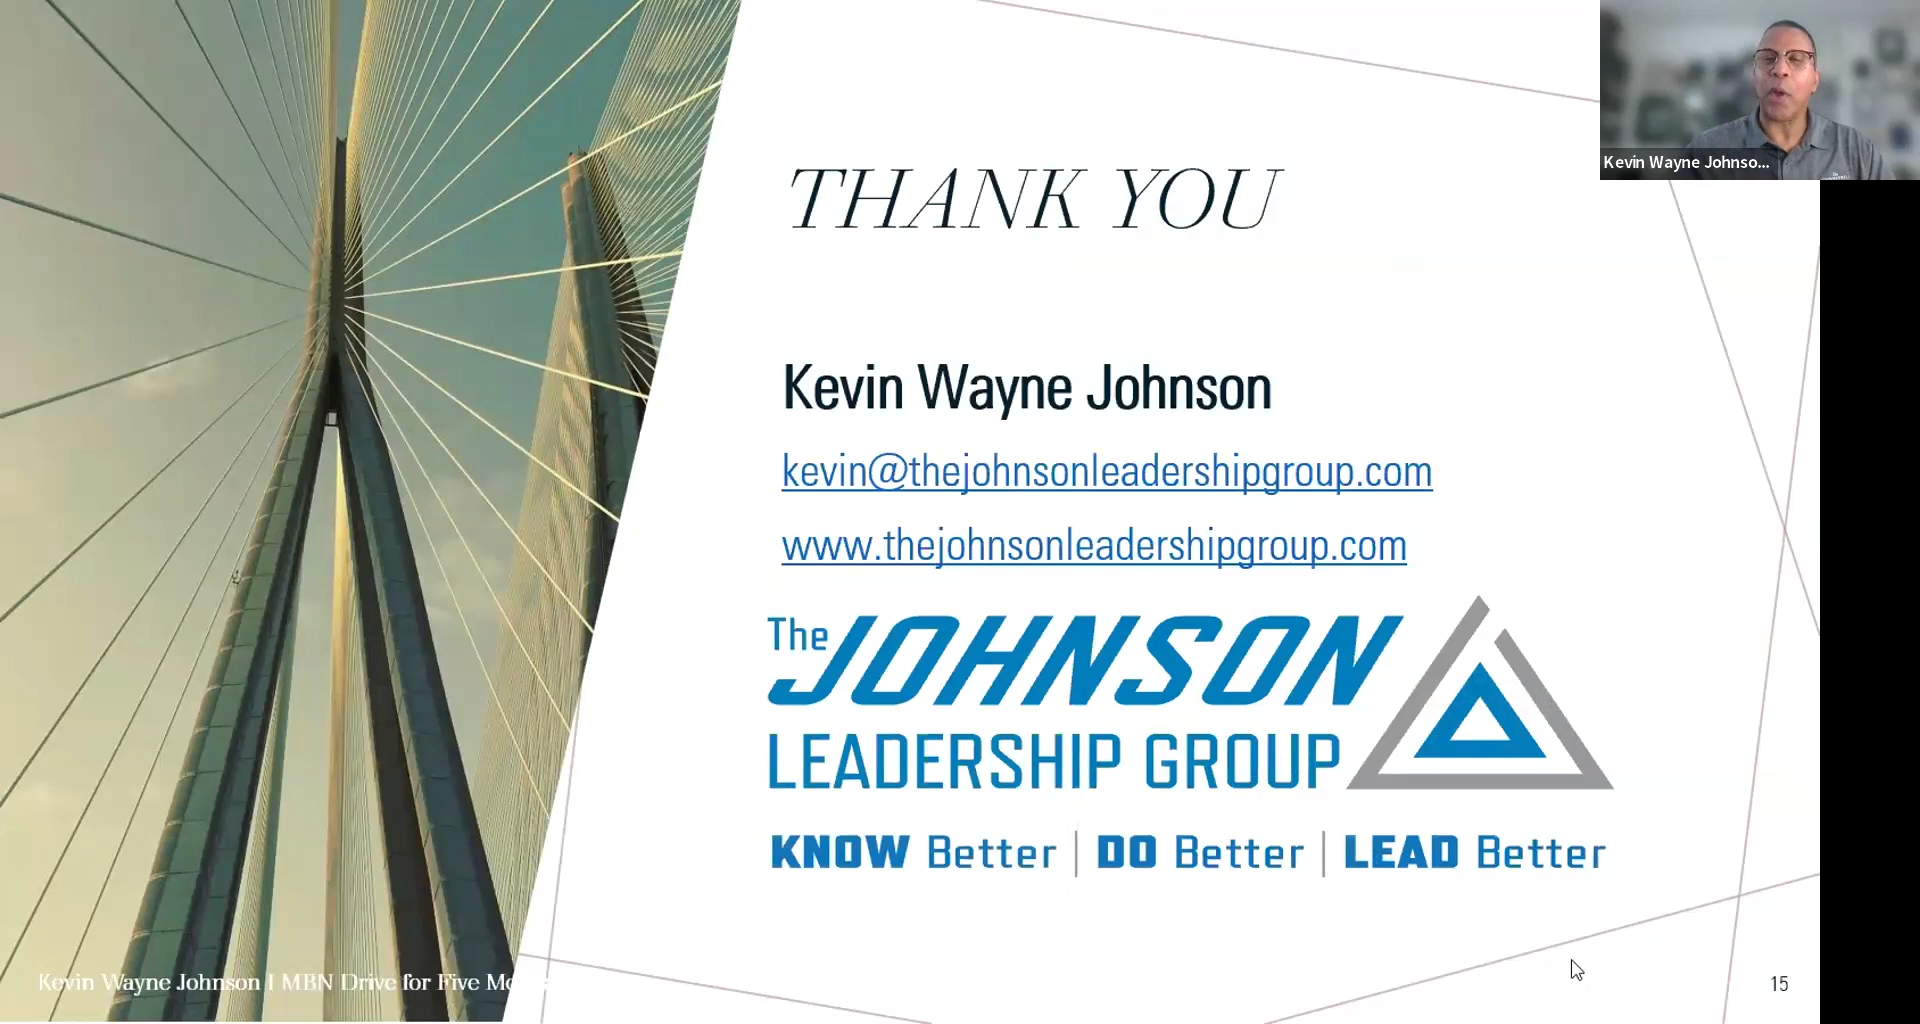 THANK YOU
Kevin Wayne Johnso...
Kevin Wayne Johnson
kevin@thejohnsonleadershipgroup.com
www.thejohnsonleadershipgroup.com
The JOHNSON
LEADERSHIP GROUP
KNOW Better | DO Better | LEAD Better
Kevin Wayne Johnson I MBN Drive for Five
15